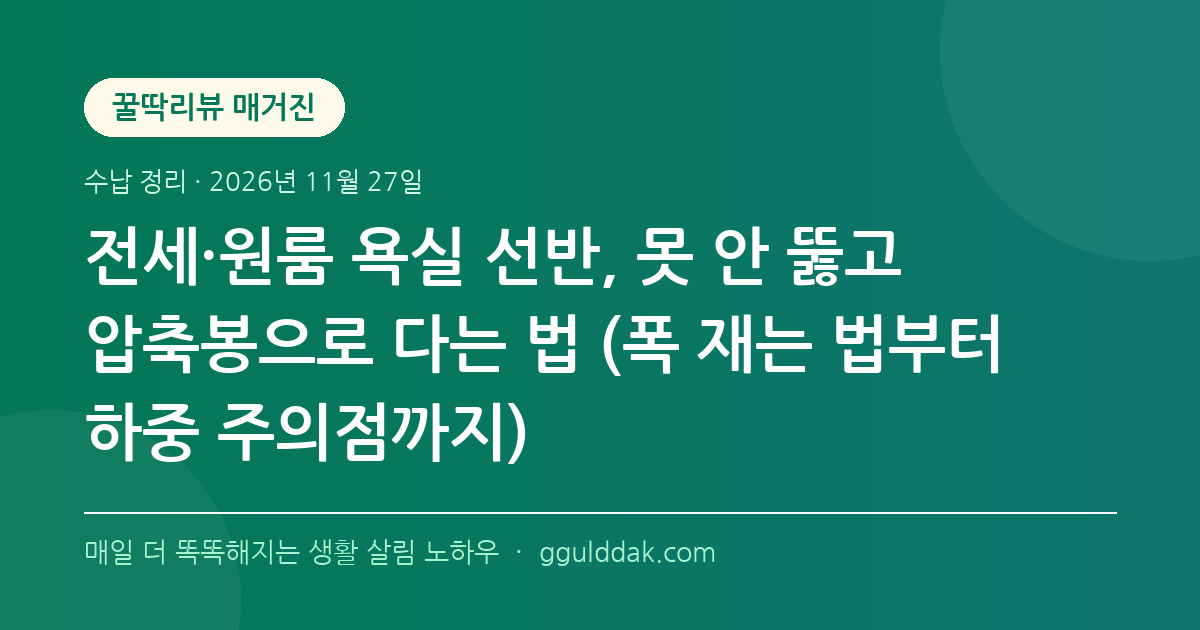 꿀딱리뷰 매거진
수납 정리 · 2026년 11월 27일
전세·원룸 욕실 선반, 못 안 뚫고
압축봉으로 다는 법 (폭 재는 법부터
하중 주의점까지)
매일 더 똑똑해지는 생활 살림 노하우 · ggulddak.com